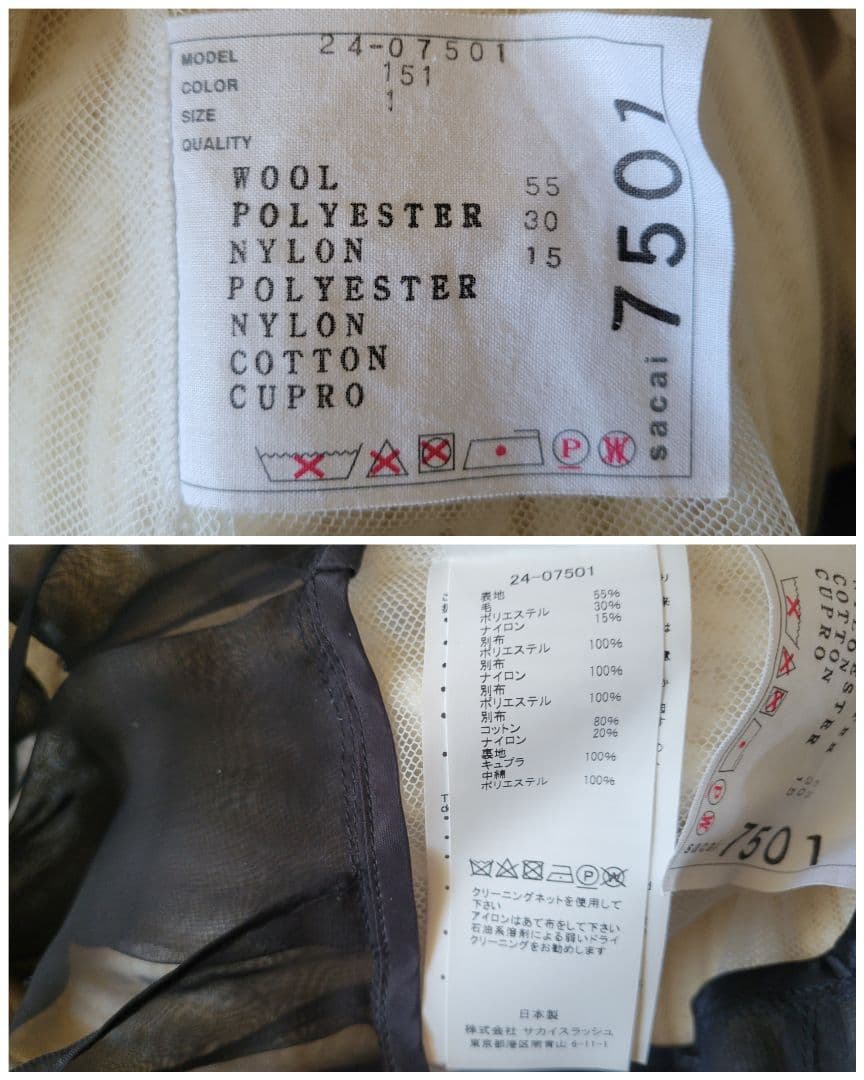 MODEL 24-07501
COLOR 151
SIZE 1
QUALITY
WOOL 55
POLYESTER 30
NYLON 15
POLYESTER
NYLON
COTTON
CUPRO
P
W
sacai 7501
24-07501
表地 55%
毛 30%
ポリエステル 15%
ナイロン
別布
ポリエステル 100%
別布
ナイロン 100%
別布
ポリエステル 100%
別布
コットン 80%
ナイロン 20%
裏地
キュプラ 100%
中綿
ポリエステル 100%
P
W
クリーニングネットを使用して
下さい
アイロンはあて布をして下さい
石油系溶剤による弱いドライ
クリーニングをお勧めします
日本製
株式会社 サカイスラッシュ
東京都港区南青山 6-11-1
COTTON
CUPRO
P
W
sacai 7501